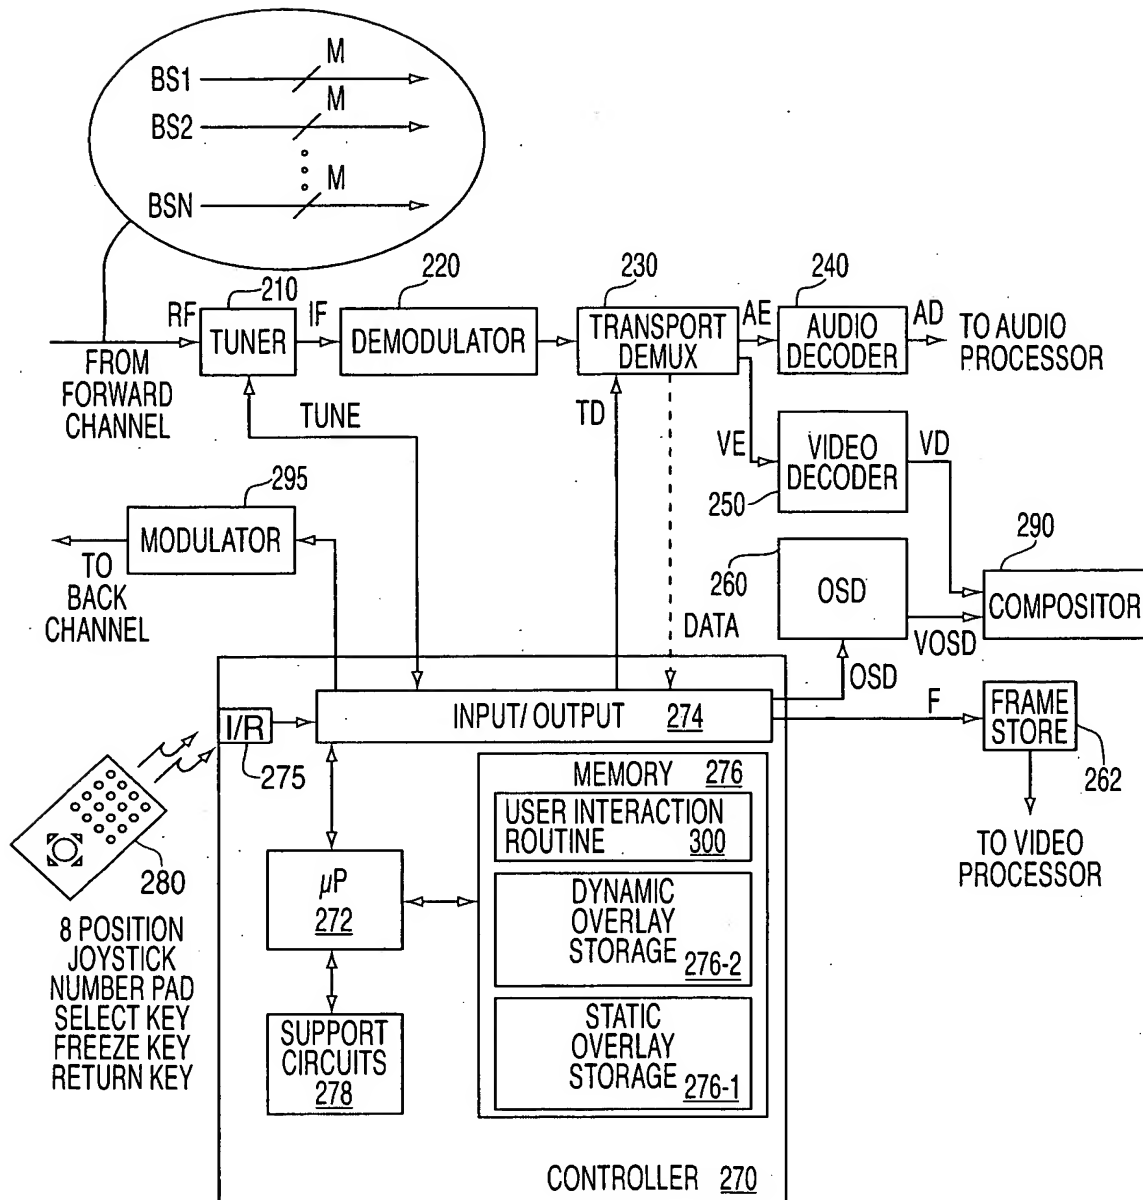 M
BS1
M
BS2
M
BSN
RF
210
TUNER
IF
220
DEMODULATOR
230
TRANSPORT
DEMUX
AE
240
AUDIO
DECODER
AD
TO AUDIO
PROCESSOR
FROM
FORWARD
CHANNEL
TUNE
TD
VE
VIDEO
DECODER
250
VD
295
MODULATOR
TO
BACK
CHANNEL
260
OSD
290
COMPOSITOR
DATA
VOSD
OSD
I/R
275
INPUT/OUTPUT 274
F
FRAME
STORE
262
TO VIDEO
PROCESSOR
280
8 POSITION
JOYSTICK
NUMBER PAD
SELECT KEY
FREEZE KEY
RETURN KEY
µP
272
SUPPORT
CIRCUITS
278
MEMORY 276
USER INTERACTION
ROUTINE 300
DYNAMIC
OVERLAY
STORAGE
276-2
STATIC
OVERLAY
STORAGE
276-1
CONTROLLER 270